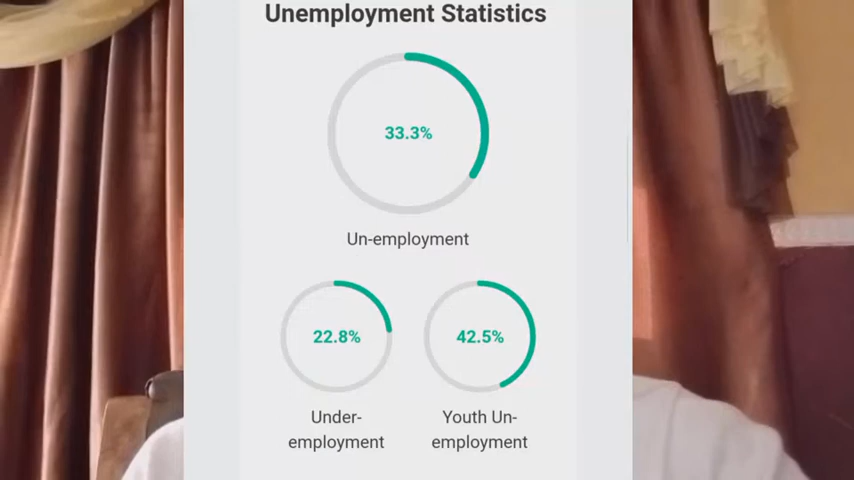 Unemployment Statistics
33.3%
Un-employment
22.8%
42.5%
Under-
employment
Youth Un-
employment